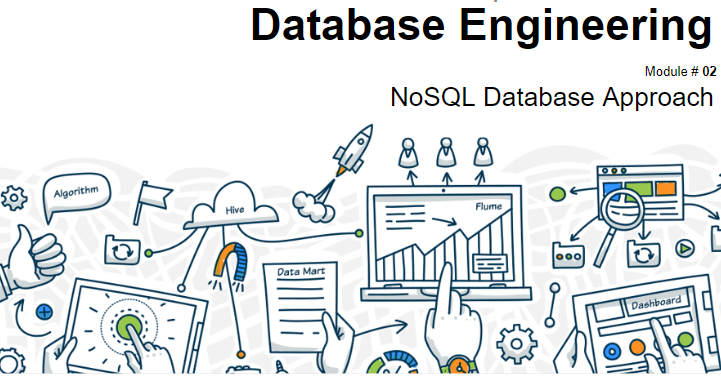 Database Engineering
Module # 02
NoSQL Database Approach
Algorithm
Hive
Flume
Data Mart
Dashboard